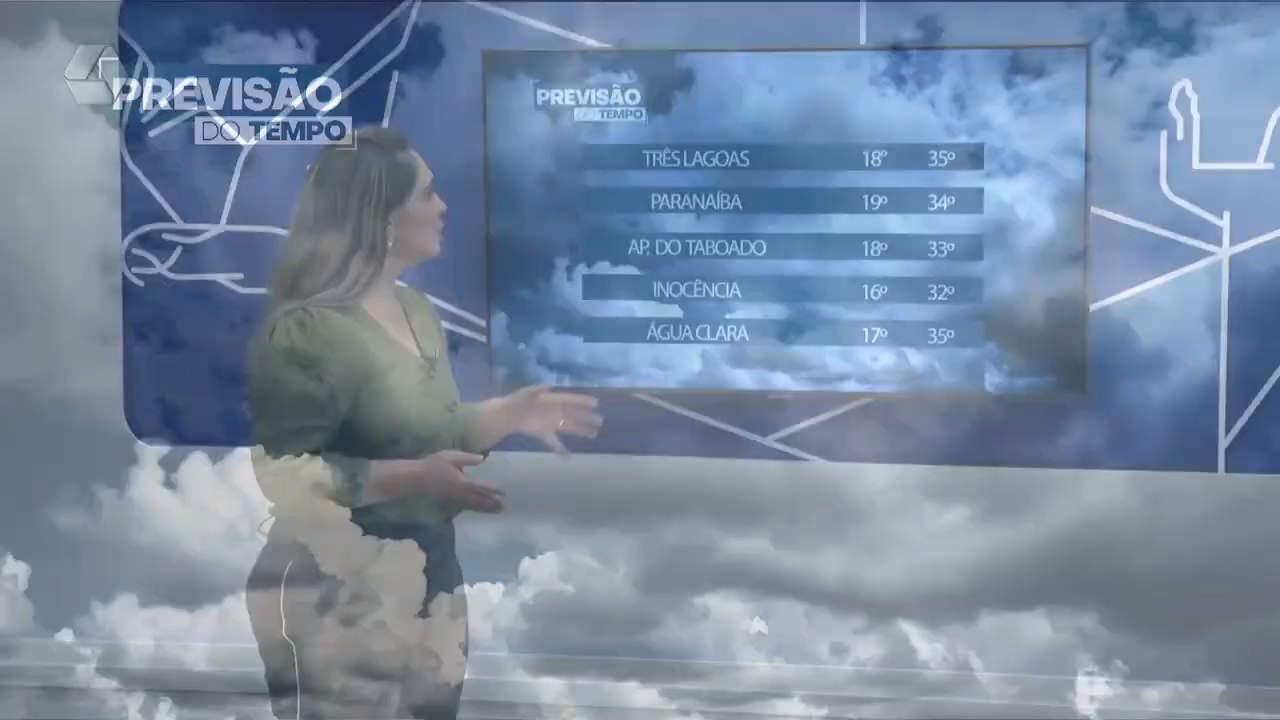 PREVISÃO
DO TEMPO
PREVISÃO
DO TEMPO
TRÊS LAGOAS 18º 35º
PARANAÍBA 19º 34º
AP. DO TABOADO 18º 33º
INOCÊNCIA 16º 32º
ÁGUA CLARA 17º 35º